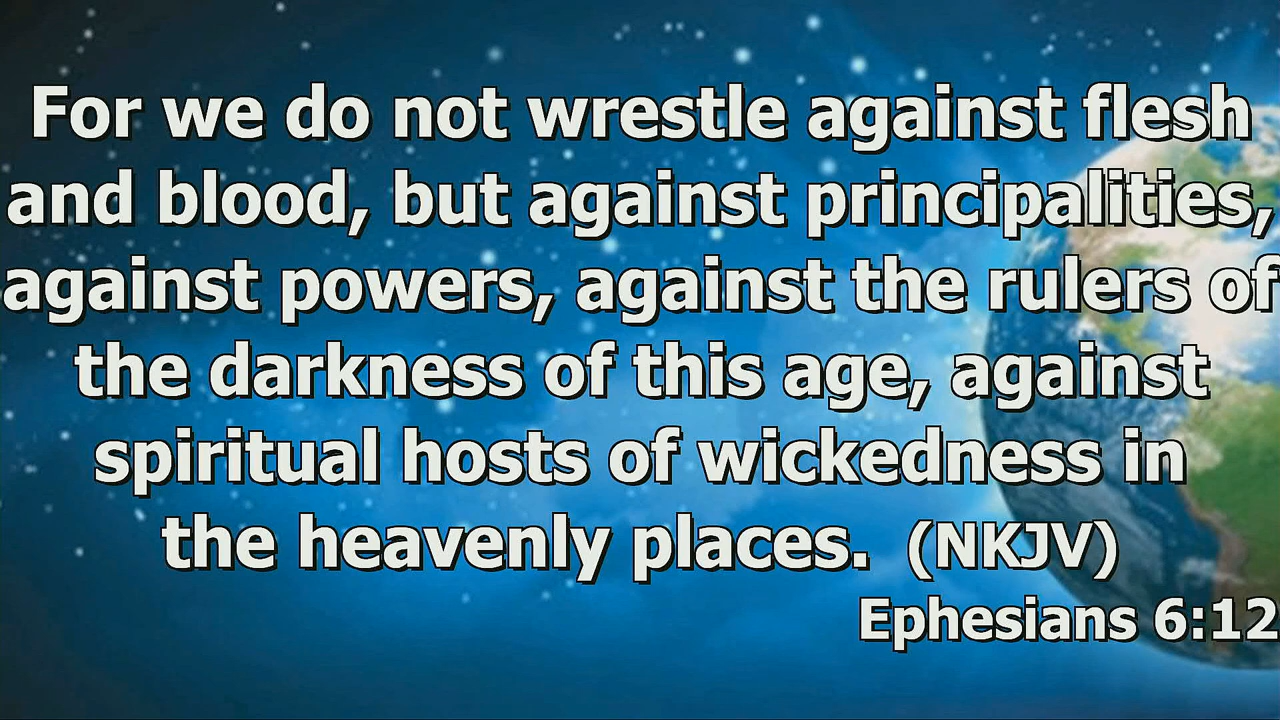 For we do not wrestle against flesh
and blood, but against principalities,
against powers, against the rulers of
the darkness of this age, against
spiritual hosts of wickedness in
the heavenly places. (NKJV)
Ephesians 6:12